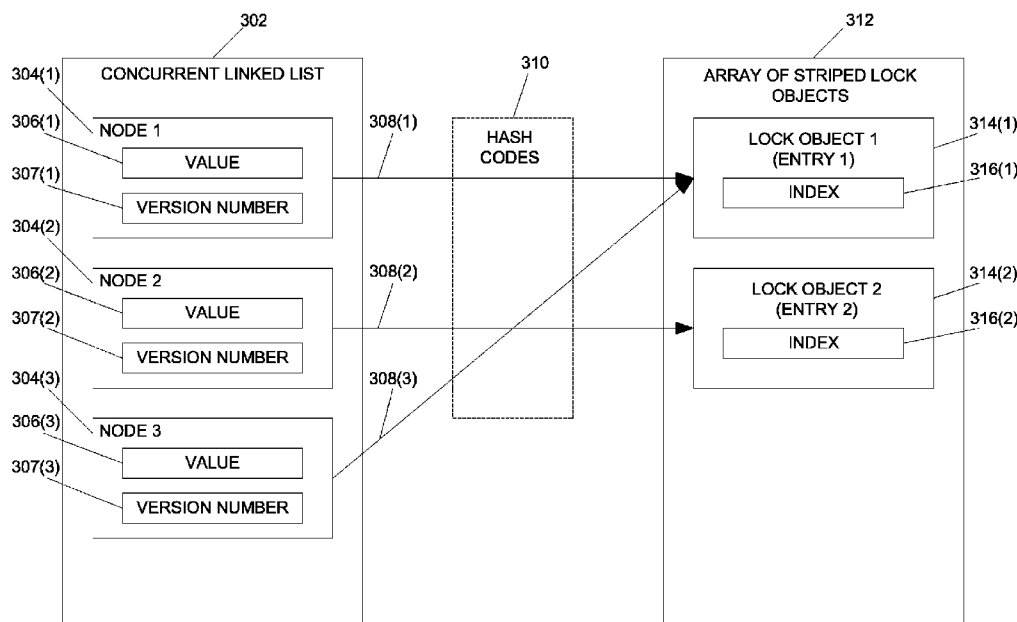 302
312
304(1)
CONCURRENT LINKED LIST
310
ARRAY OF STRIPED LOCK
OBJECTS
306(1)
NODE 1
308(1)
HASH
CODES
LOCK OBJECT 1
(ENTRY 1)
314(1)
VALUE
307(1)
INDEX
316(1)
VERSION NUMBER
304(2)
306(2)
NODE 2
308(2)
LOCK OBJECT 2
(ENTRY 2)
314(2)
VALUE
307(2)
INDEX
316(2)
VERSION NUMBER
304(3)
308(3)
306(3)
NODE 3
VALUE
307(3)
VERSION NUMBER